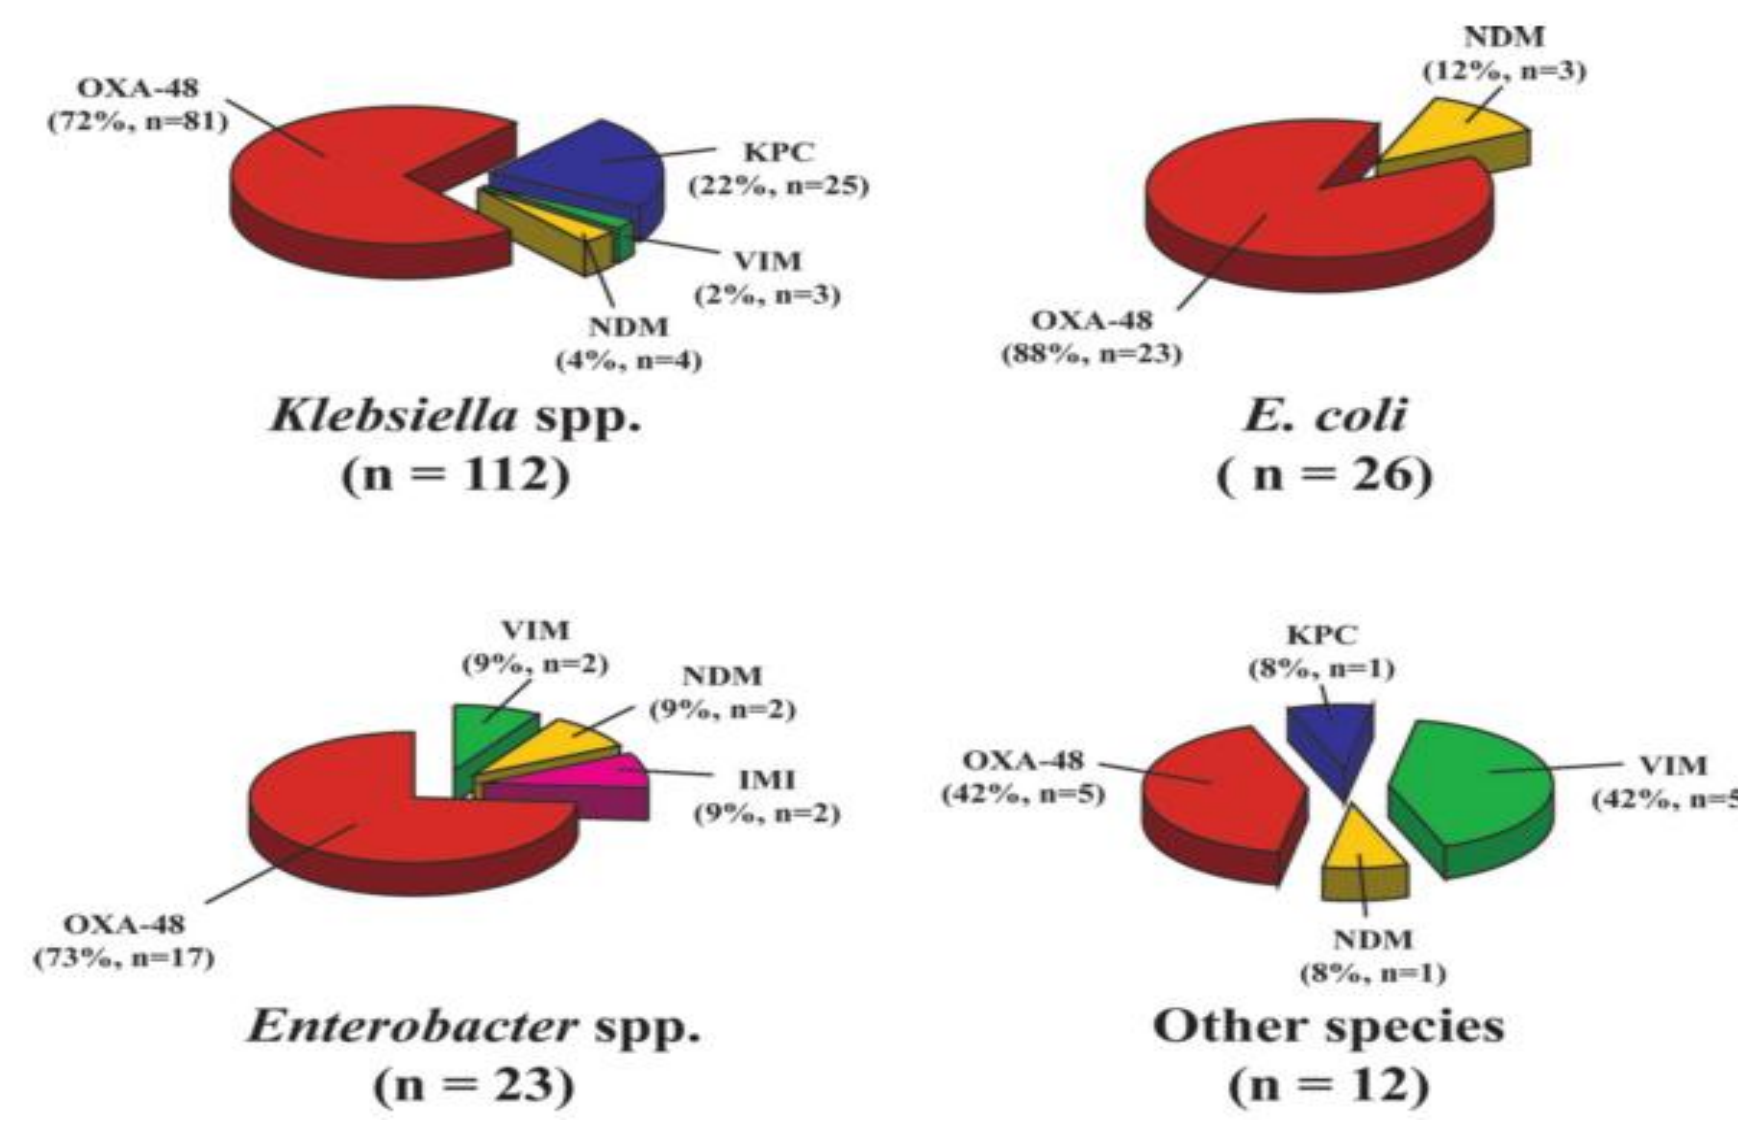 OXA-48
(72%, n=81)
KPC
(22%, n=25)
VIM
(2%, n=3)
NDM
(4%, n=4)
Klebsiella spp.
(n = 112)
NDM
(12%, n=3)
OXA-48
(88%, n=23)
E. coli
( n = 26)
VIM
(9%, n=2)
NDM
(9%, n=2)
IMI
(9%, n=2)
OXA-48
(73%, n=17)
Enterobacter spp.
(n = 23)
KPC
(8%, n=1)
OXA-48
(42%, n=5)
VIM
(42%, n=5
NDM
(8%, n=1)
Other species
(n = 12)